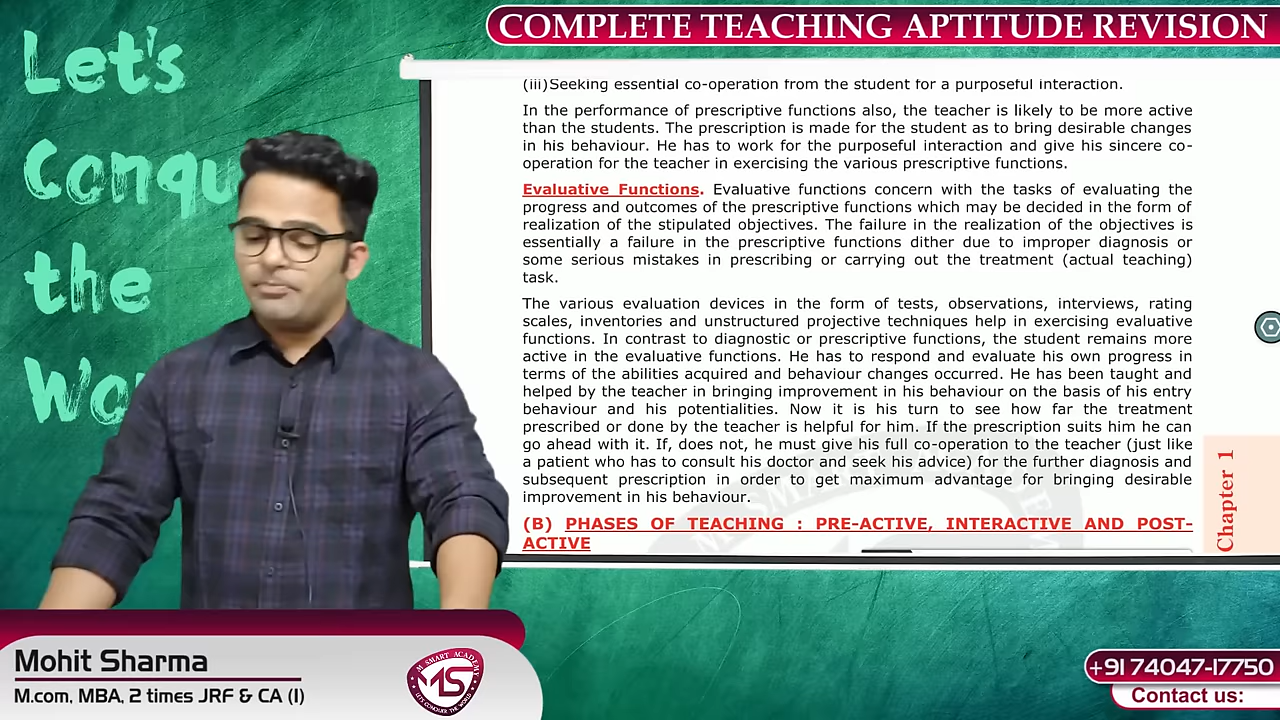 COMPLETE TEACHING APTITUDE REVISION
Let's
Conqu
the
Wo
(iii)Seeking essential co-operation from the student for a purposeful interaction.
In the performance of prescriptive functions also, the teacher is likely to be more active
than the students. The prescription is made for the student as to bring desirable changes
in his behaviour. He has to work for the purposeful interaction and give his sincere co-
operation for the teacher in exercising the various prescriptive functions.
Evaluative Functions. Evaluative functions concern with the tasks of evaluating the
progress and outcomes of the prescriptive functions which may be decided in the form of
realization of the stipulated objectives. The failure in the realization of the objectives is
essentially a failure in the prescriptive functions dither due to improper diagnosis or
some serious mistakes in prescribing or carrying out the treatment (actual teaching)
task.
The various evaluation devices in the form of tests, observations, interviews, rating
scales, inventories and unstructured projective techniques help in exercising evaluative
functions. In contrast to diagnostic or prescriptive functions, the student remains more
active in the evaluative functions. He has to respond and evaluate his own progress in
terms of the abilities acquired and behaviour changes occurred. He has been taught and
helped by the teacher in bringing improvement in his behaviour on the basis of his entry
behaviour and his potentialities. Now it is his turn to see how far the treatment
prescribed or done by the teacher is helpful for him. If the prescription suits him he can
go ahead with it. If, does not, he must give his full co-operation to the teacher (just like
a patient who has to consult his doctor and seek his advice) for the further diagnosis and
subsequent prescription in order to get maximum advantage for bringing desirable
improvement in his behaviour.
(B) PHASES OF TEACHING : PRE-ACTIVE, INTERACTIVE AND POST-
ACTIVE
Chapter 1
Mohit Sharma
M.com, MBA, 2 times JRF & CA (I)
M SMART ACADEMY
MS
LET'S CONQUER THE WORLD
+91 74047-17750
Contact us: